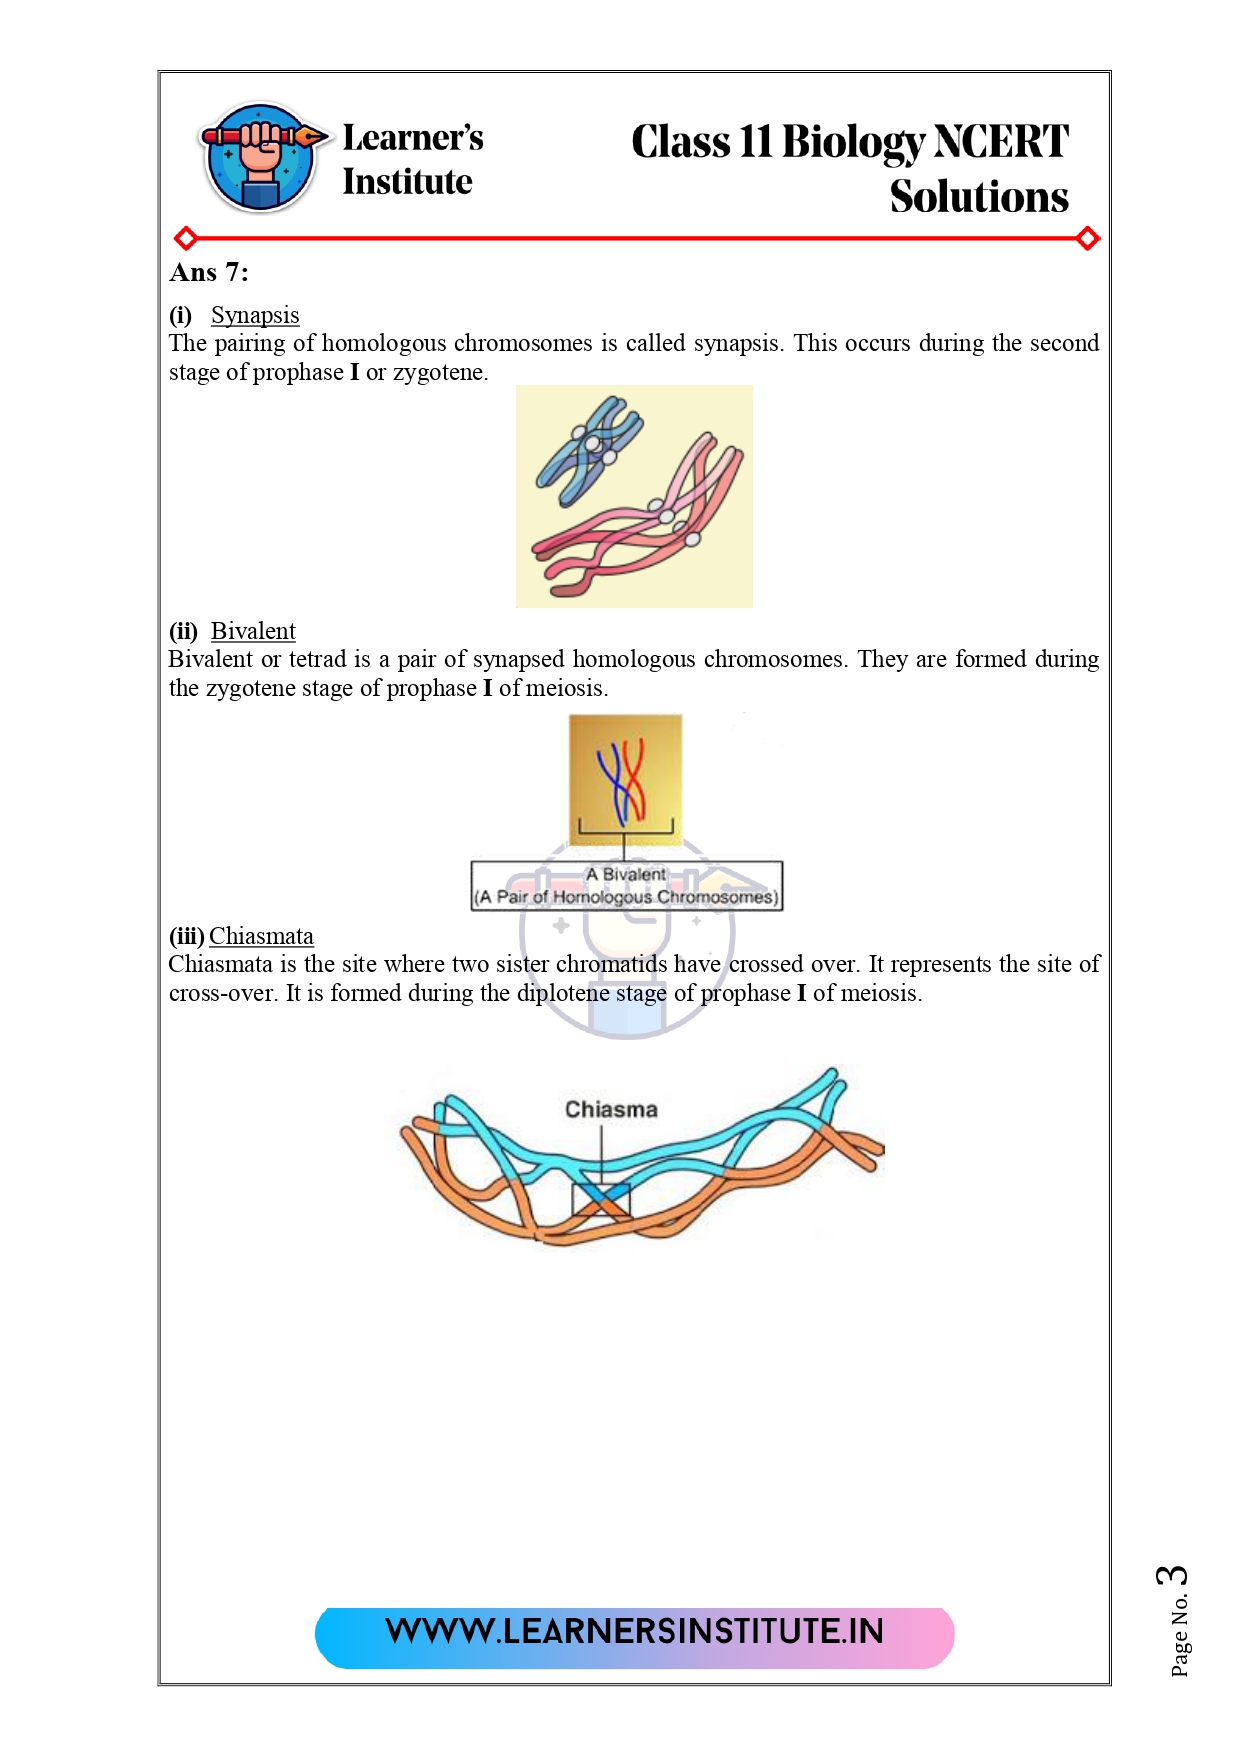 Learner's
Institute
Class 11 Biology NCERT
Solutions
Ans 7:
(i) Synapsis
The pairing of homologous chromosomes is called synapsis. This occurs during the second
stage of prophase I or zygotene.
(ii) Bivalent
Bivalent or tetrad is a pair of synapsed homologous chromosomes. They are formed during
the zygotene stage of prophase I of meiosis.
A Bivalent
(A Pair of Homologous Chromosomes)
(iii) Chiasmata
Chiasmata is the site where two sister chromatids have crossed over. It represents the site of
cross-over. It is formed during the diplotene stage of prophase I of meiosis.
Chiasma
WWW.LEARNERSINSTITUTE.IN
Page No. 3